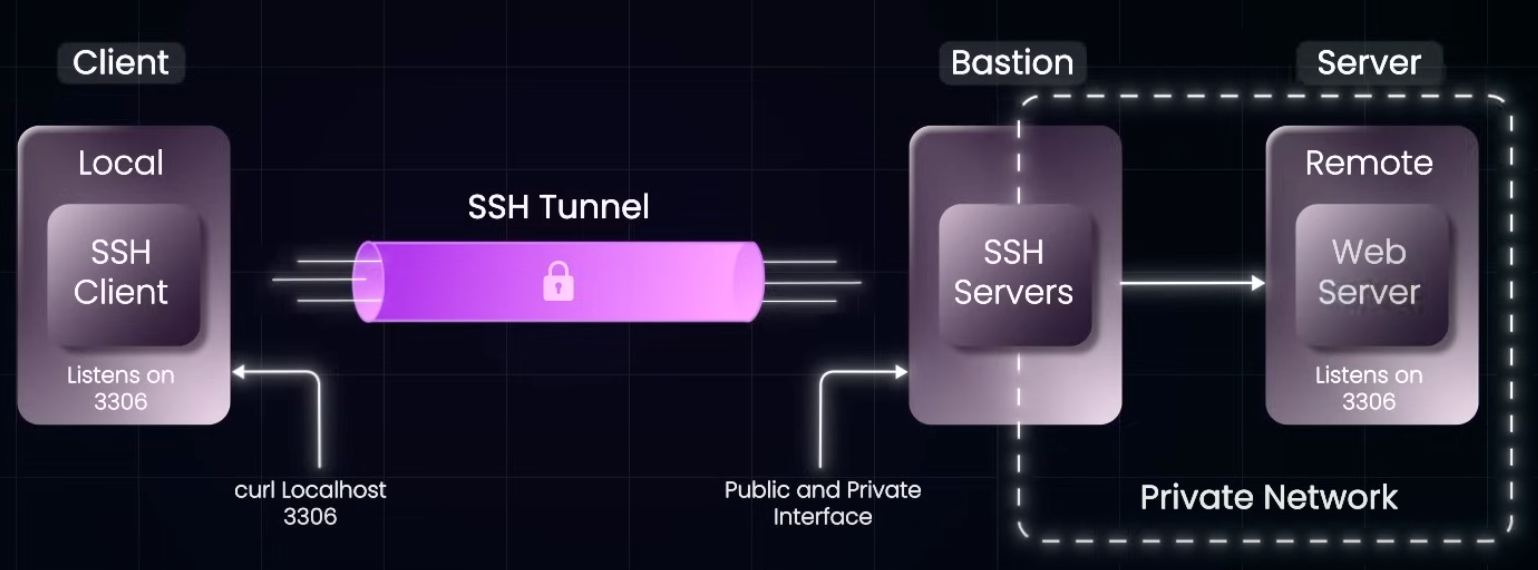 Client
Bastion
Server
Local
Remote
SSH Tunnel
SSH
Client
SSH
Servers
Web
Server
Listens on
3306
Listens on
3306
curl Localhost
3306
Public and Private
Interface
Private Network